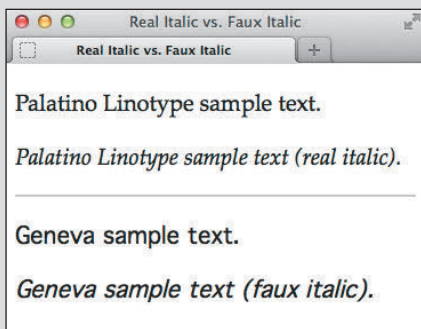 Real Italic vs. Faux Italic
Real Italic vs. Faux Italic
Palatino Linotype sample text.
Palatino Linotype sample text (real italic).
Geneva sample text.
Geneva sample text (faux italic).